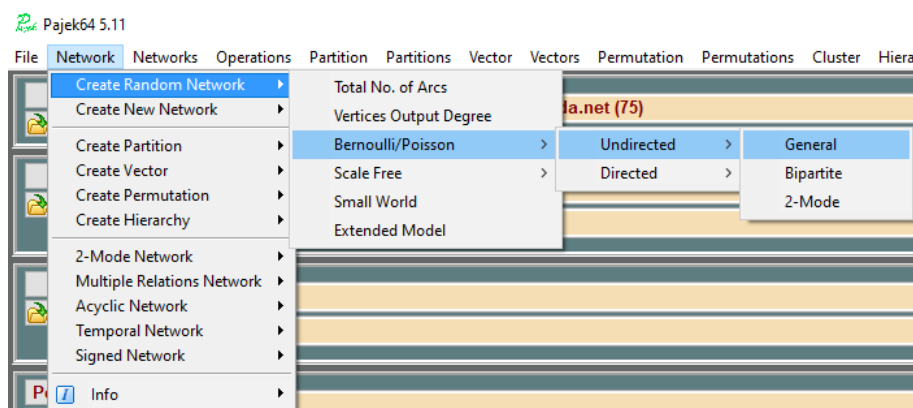 Pajek64 5.11
File Network Networks Operations Partition Partitions Vector Vectors Permutation Permutations Cluster Hiera
Create Random Network
Create New Network
Create Partition
Create Vector
Create Permutation
Create Hierarchy
2-Mode Network
Multiple Relations Network
Acyclic Network
Temporal Network
Signed Network
Info
Total No. of Arcs
Vertices Output Degree
Bernoulli/Poisson
Scale Free
Small World
Extended Model
Undirected
Directed
General
Bipartite
2-Mode
da.net (75)